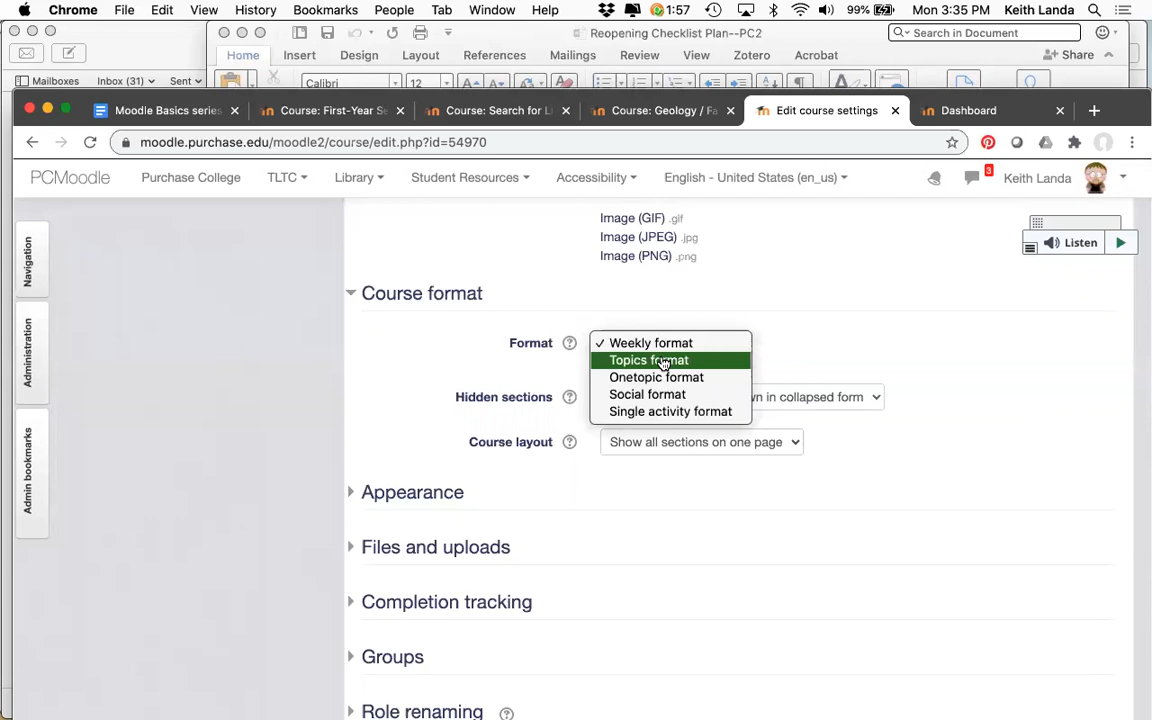 Chrome File Edit View History Bookmarks People Tab Window Help 1:57 99% Mon 3:35 PM Keith Landa
Reopening Checklist Plan--PC2 Search in Document
Home Insert Design Layout References Mailings Review View Zotero Acrobat Share
Mailboxes Inbox (31) Sent Calibri 12
Moodle Basics series Course: First-Year Se Course: Search for Li Course: Geology / Fa Edit course settings Dashboard
moodle.purchase.edu/moodle2/course/edit.php?id=54970
PCMoodle Purchase College TLTC Library Student Resources Accessibility English - United States (en_us) 3 Keith Landa
Image (GIF) .gif
Image (JPEG) .jpg
Image (PNG) .png
Listen
Navigation
Administration
Admin bookmarks
Course format
Format ? ✓ Weekly format
Topics format
Onetopic format
Social format
Single activity format
Hidden sections ? wn in collapsed form
Course layout ? Show all sections on one page
Appearance
Files and uploads
Completion tracking
Groups
Role renaming ?